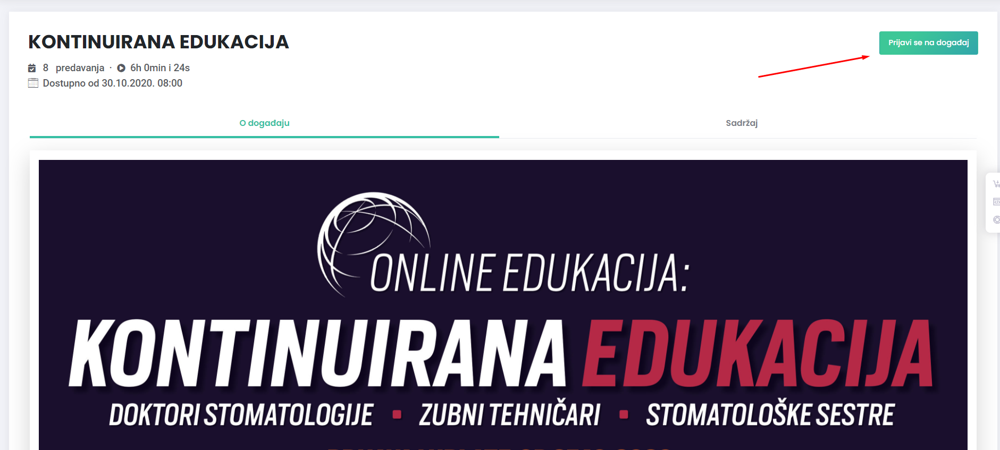 KONTINUIRANA EDUKACIJA
Prijavi se na događaj
8 predavanja · 6h 0min i 24s
Dostupno od 30.10.2020. 08:00
O događaju
Sadržaj
ONLINE EDUKACIJA:
KONTINUIRANA EDUKACIJA
DOKTORI STOMATOLOGIJE ▪ ZUBNI TEHNIČARI ▪ STOMATOLOŠKE SESTRE